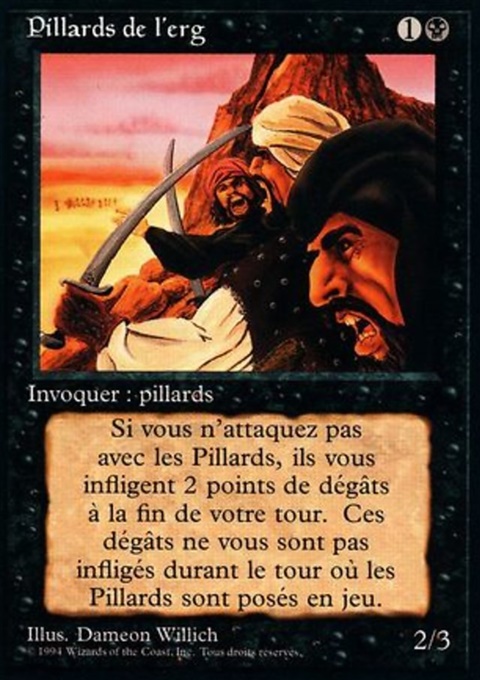 Pillards de l'erg 1
Invoquer : pillards
Si vous n'attaquez pas
avec les Pillards, ils vous
infligent 2 points de dégâts
à la fin de votre tour. Ces
dégâts ne vous sont pas
infligés durant le tour où les
Pillards sont posés en jeu.
Illus. Dameon Willich
© 1994 Wizards of the Coast, Inc. Tous droits reservés.
2/3